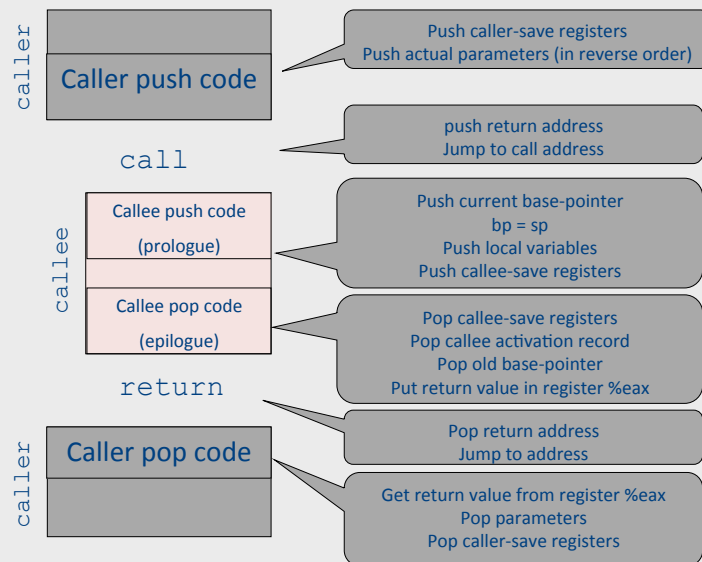 caller
Caller push code
Push caller-save registers
Push actual parameters (in reverse order)
call
push return address
Jump to call address
callee
Callee push code
(prologue)
Push current base-pointer
bp = sp
Push local variables
Push callee-save registers
Callee pop code
(epilogue)
Pop callee-save registers
Pop callee activation record
Pop old base-pointer
Put return value in register %eax
return
Pop return address
Jump to address
caller
Caller pop code
Get return value from register %eax
Pop parameters
Pop caller-save registers